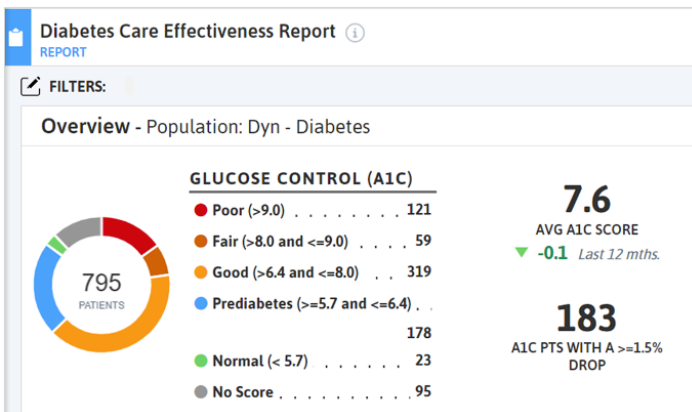 Diabetes Care Effectiveness Report
REPORT
FILTERS:
Overview - Population: Dyn - Diabetes
795
PATIENTS
GLUCOSE CONTROL (A1C)
Poor (>9.0) . . . . . . . . 121
Fair (>8.0 and <=9.0) . . . . 59
Good (>6.4 and <=8.0) . . 319
Prediabetes (>=5.7 and <=6.4) .
178
Normal (< 5.7) . . . . . . 23
No Score . . . . . . . . . 95
7.6
AVG A1C SCORE
-0.1 Last 12 mths.
183
A1C PTS WITH A >=1.5%
DROP